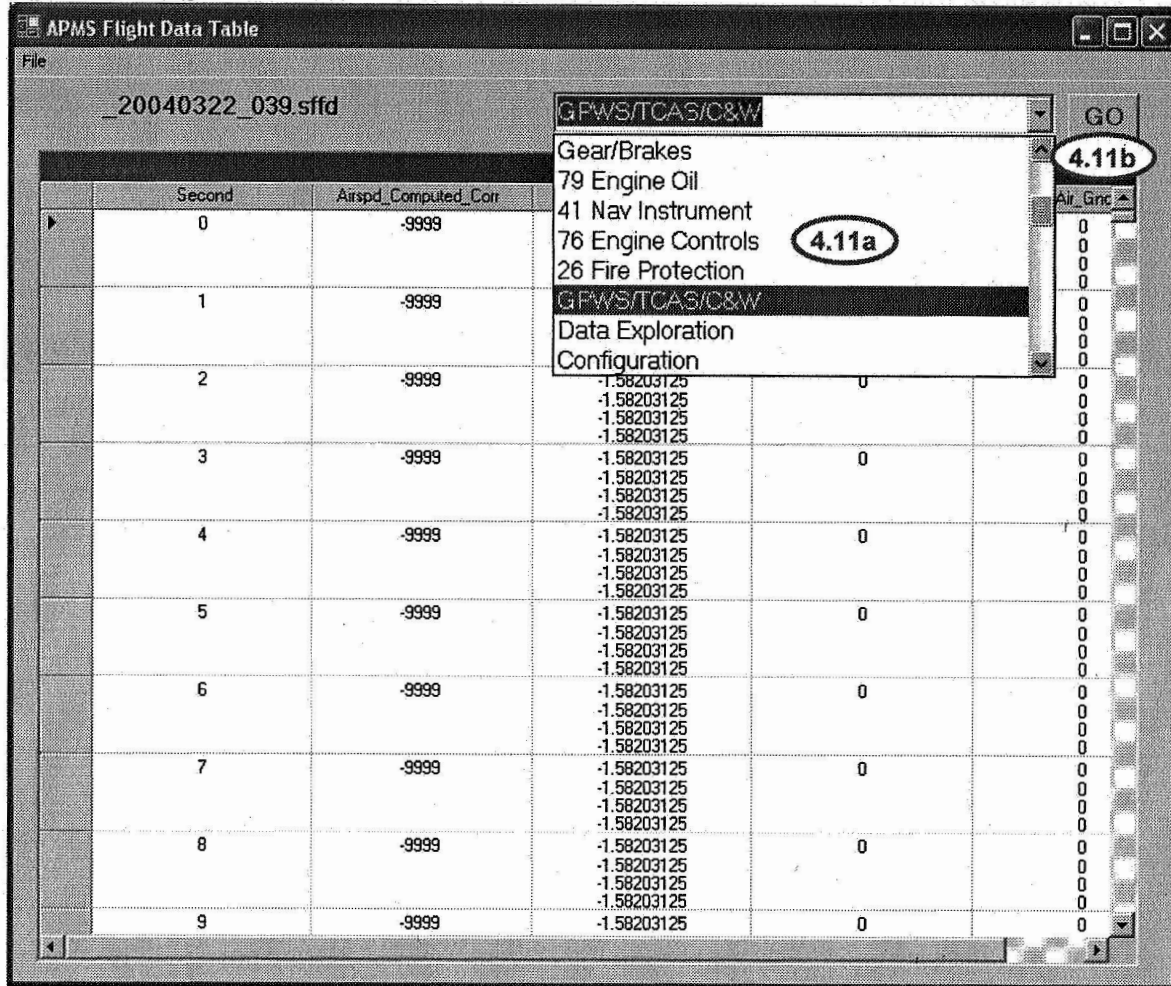 APMS Flight Data Table
File
_20040322_039.sffd
GPWS/TCAS/C&W
GO
Gear/Brakes
79 Engine Oil
41 Nav Instrument
76 Engine Controls
26 Fire Protection
GPWS/TCAS/C&W
Data Exploration
Configuration
4.11a
4.11b
Second Airspd_Computed_Corr Air_Gnd
0 -9999 0
0
0
0
1 -9999 0
0
0
0
2 -9999 -1.58203125 0 0
-1.58203125 0
-1.58203125 0
-1.58203125 0
3 -9999 -1.58203125 0 0
-1.58203125 0
-1.58203125 0
-1.58203125 0
4 -9999 -1.58203125 0 0
-1.58203125 0
-1.58203125 0
-1.58203125 0
5 -9999 -1.58203125 0 0
-1.58203125 0
-1.58203125 0
-1.58203125 0
6 -9999 -1.58203125 0 0
-1.58203125 0
-1.58203125 0
-1.58203125 0
7 -9999 -1.58203125 0 0
-1.58203125 0
-1.58203125 0
-1.58203125 0
8 -9999 -1.58203125 0 0
-1.58203125 0
-1.58203125 0
-1.58203125 0
9 -9999 -1.58203125 0 0